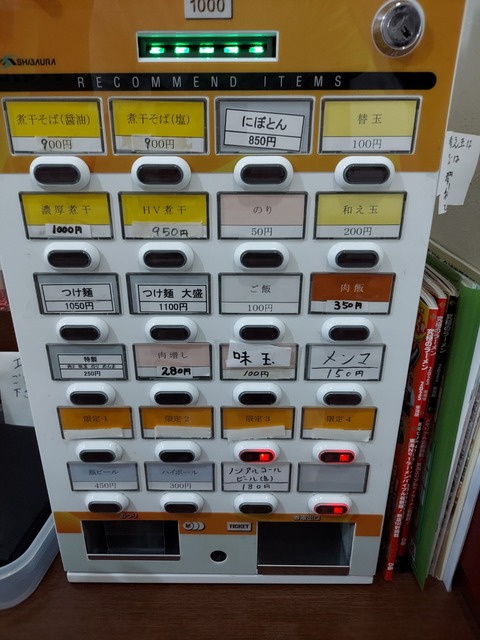 1000
SHIBAURA
RECOMMEND ITEMS
煮干そば(醤油)
900円
煮干そば(塩)
900円
にぼとん
850円
替玉
100円
濃厚煮干
1000円
HV煮干
950円
のり
50円
和え玉
200円
つけ麺
1050円
つけ麺 大盛
1100円
ご飯
100円
肉飯
350円
特製
250円
肉増し
280円
味玉
100円
メンマ
150円
限定1
限定2
限定3
限定4
瓶ビール
450円
ハイボール
300円
ノンアルコール
ビール(缶)
180円
TICKET